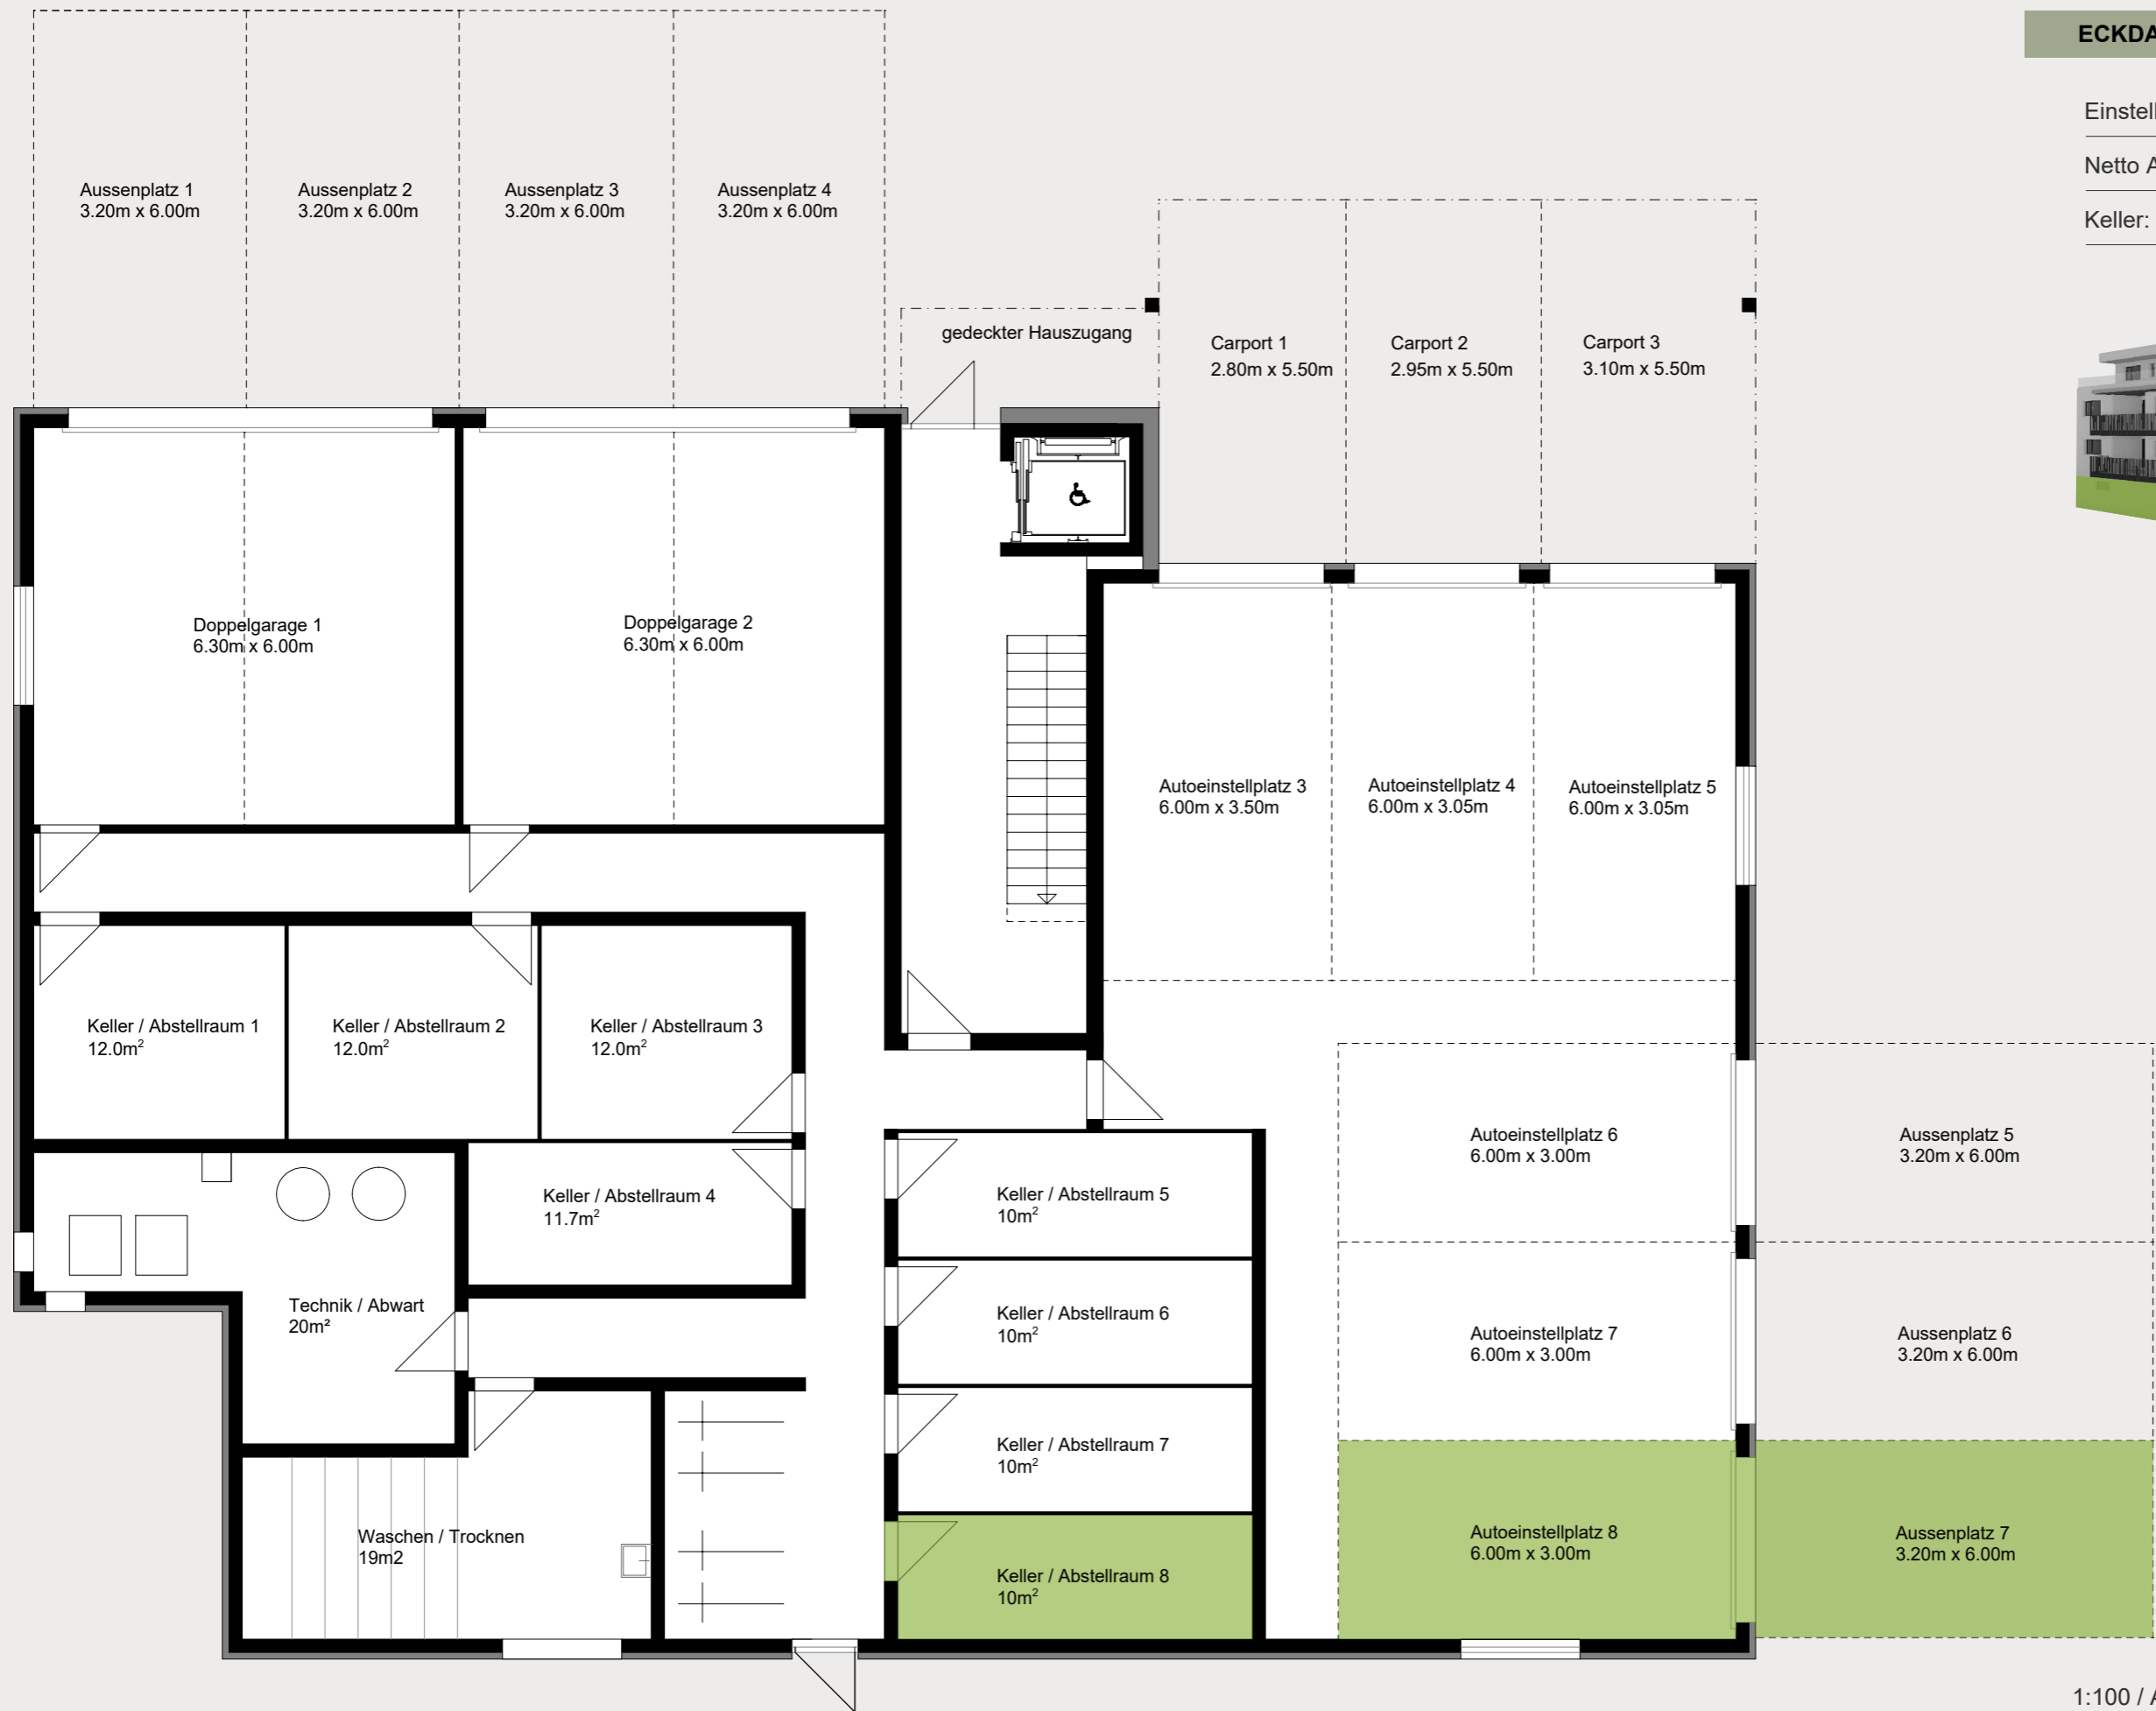 ECKDA
Einstell
Netto A
Keller:
Aussenplatz 1
3.20m x 6.00m
Aussenplatz 2
3.20m x 6.00m
Aussenplatz 3
3.20m x 6.00m
Aussenplatz 4
3.20m x 6.00m
gedeckter Hauszugang
Carport 1
2.80m x 5.50m
Carport 2
2.95m x 5.50m
Carport 3
3.10m x 5.50m
Doppelgarage 1
6.30m x 6.00m
Doppelgarage 2
6.30m x 6.00m
Autoeinstellplatz 3
6.00m x 3.50m
Autoeinstellplatz 4
6.00m x 3.05m
Autoeinstellplatz 5
6.00m x 3.05m
Keller / Abstellraum 1
12.0m²
Keller / Abstellraum 2
12.0m²
Keller / Abstellraum 3
12.0m²
Keller / Abstellraum 4
11.7m²
Keller / Abstellraum 5
10m²
Autoeinstellplatz 6
6.00m x 3.00m
Aussenplatz 5
3.20m x 6.00m
Technik / Abwart
20m²
Keller / Abstellraum 6
10m²
Autoeinstellplatz 7
6.00m x 3.00m
Aussenplatz 6
3.20m x 6.00m
Keller / Abstellraum 7
10m²
Waschen / Trocknen
19m2
Keller / Abstellraum 8
10m²
Autoeinstellplatz 8
6.00m x 3.00m
Aussenplatz 7
3.20m x 6.00m
1:100 / A